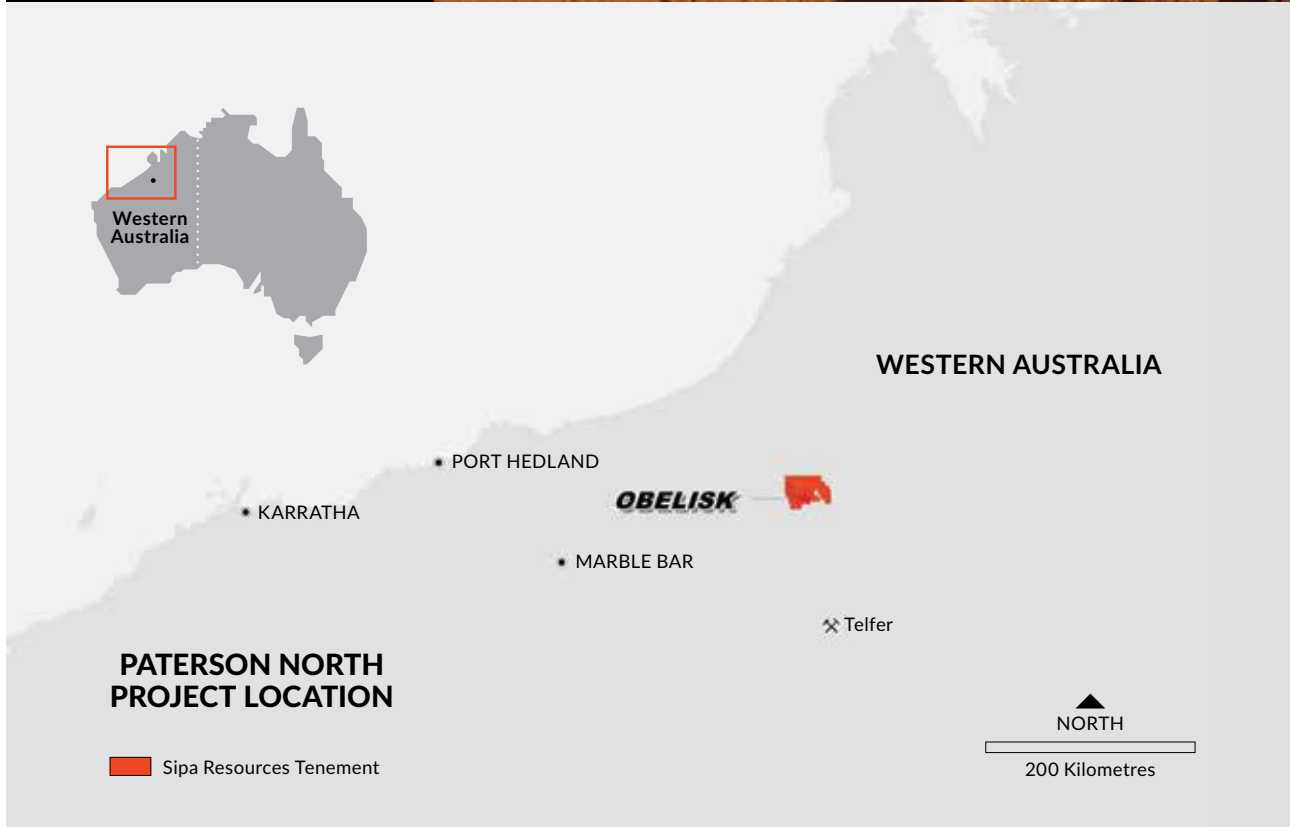 Western
Australia
WESTERN AUSTRALIA
PORT HEDLAND
OBELISK
KARRATHA
MARBLE BAR
Telfer
PATERSON NORTH
PROJECT LOCATION
NORTH
Sipa Resources Tenement
200 Kilometres